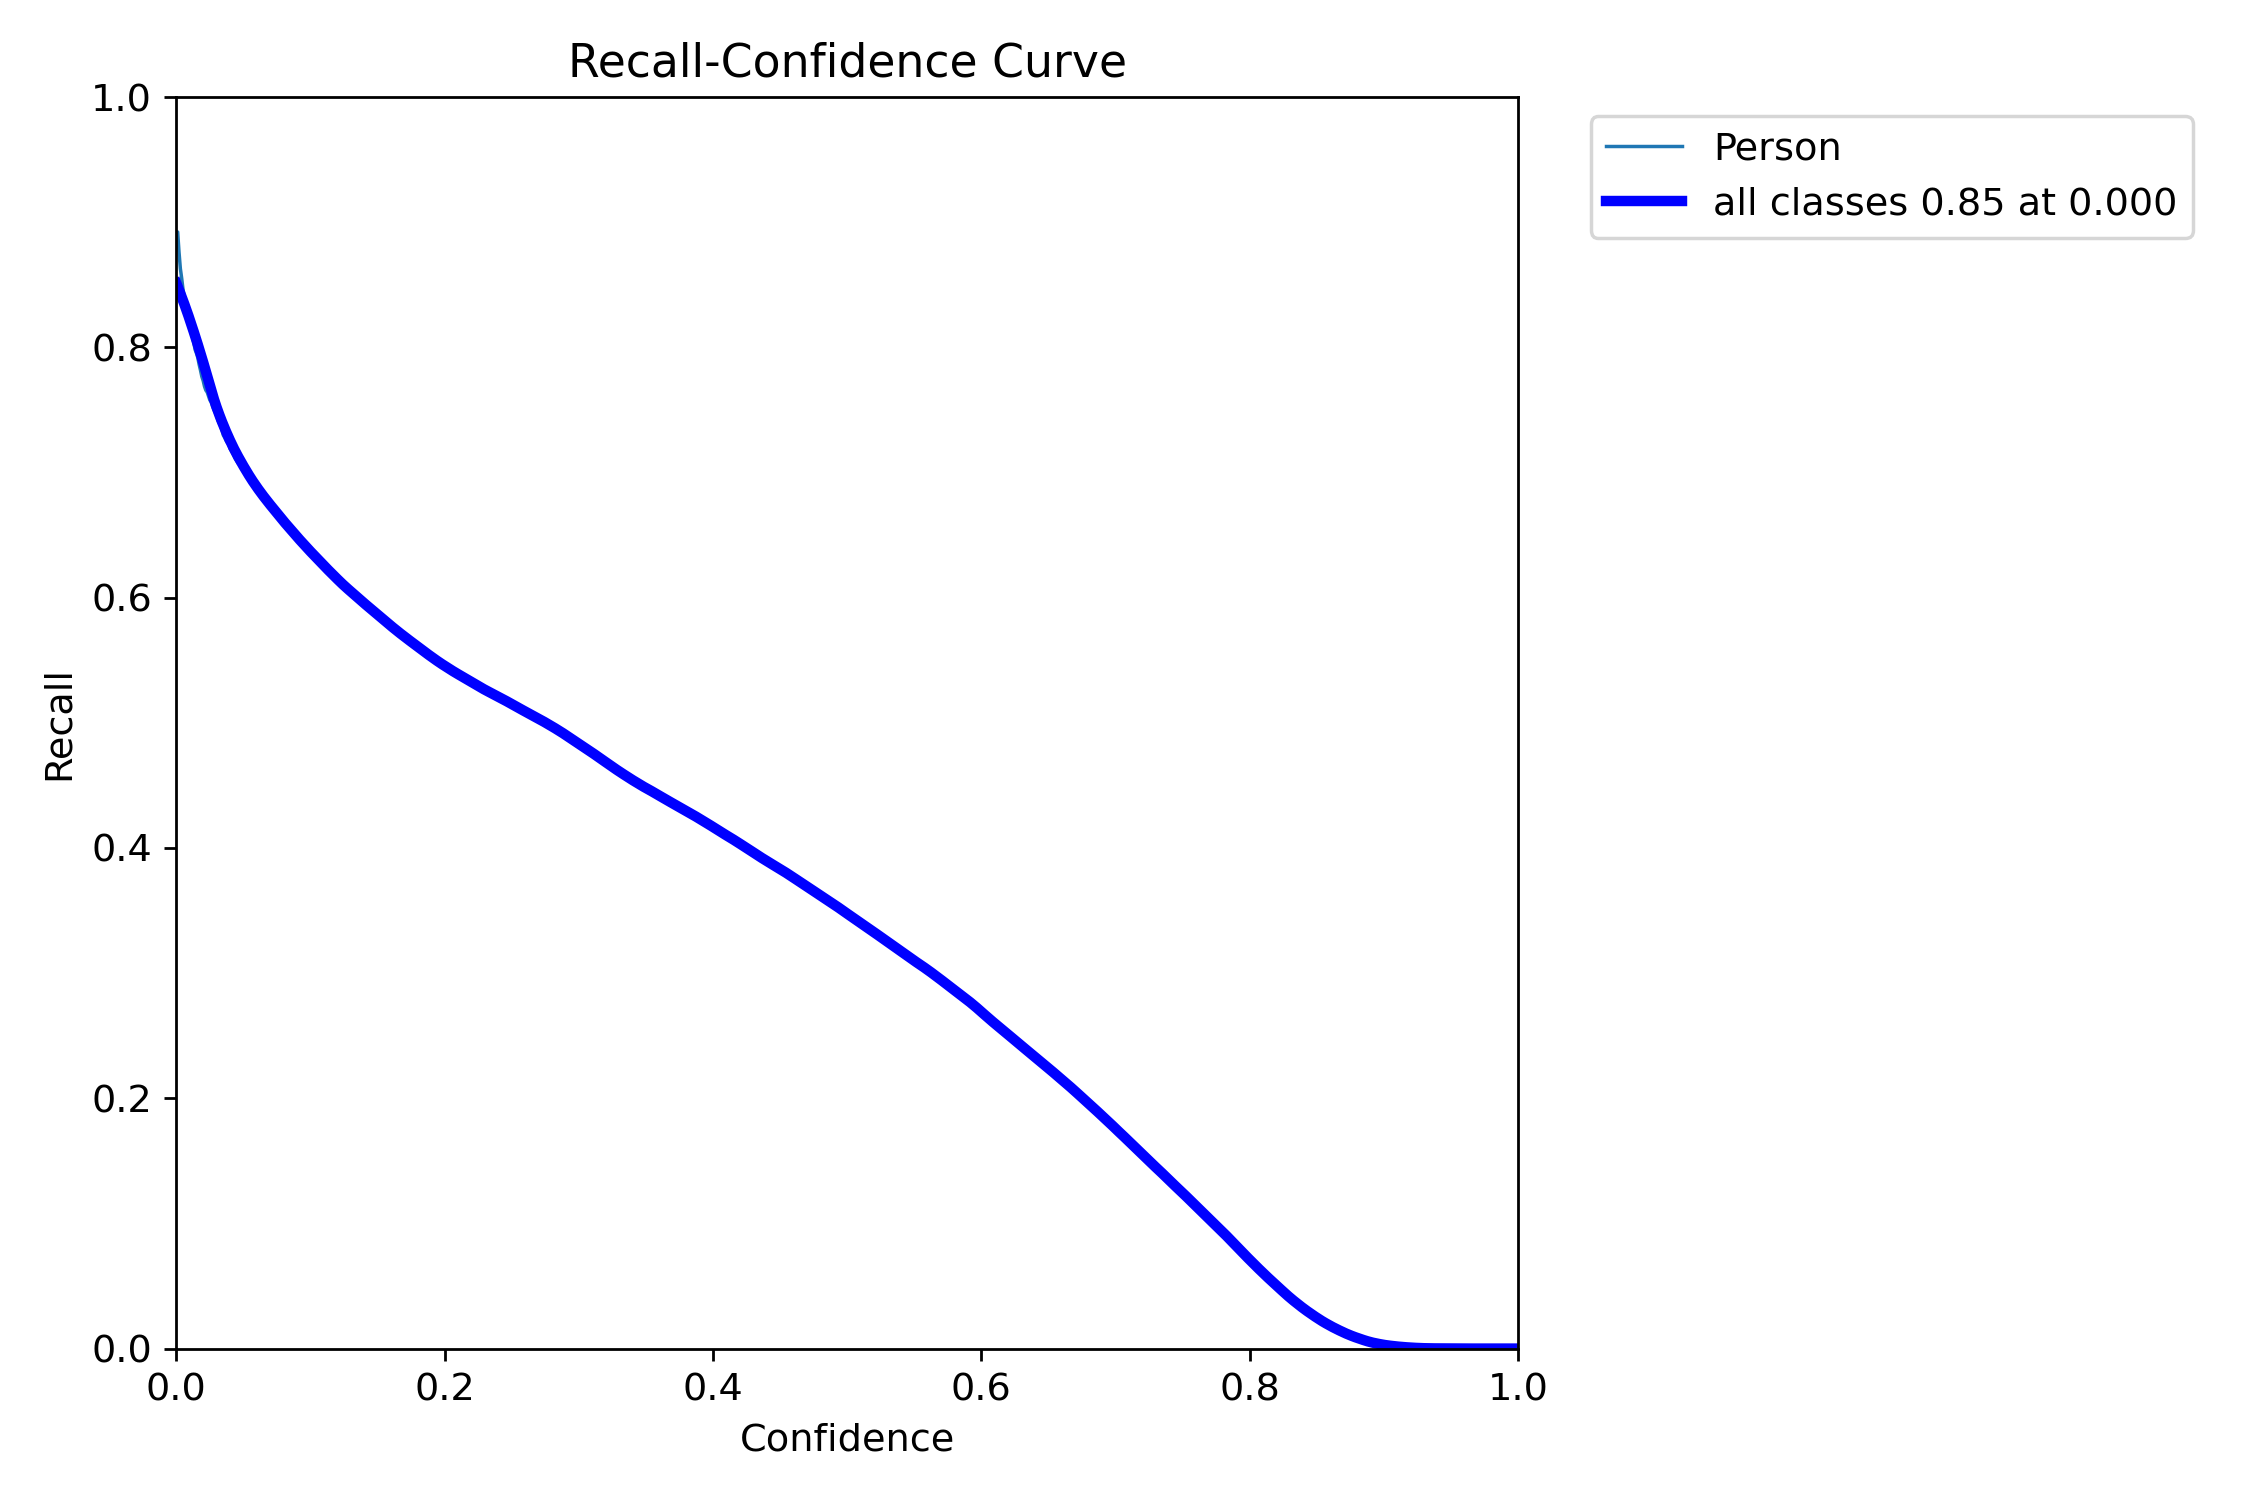 Recall-Confidence Curve
Person
all classes 0.85 at 0.000
1.0
0.8
0.6
0.4
0.2
0.0
Recall
0.0 0.2 0.4 0.6 0.8 1.0
Confidence